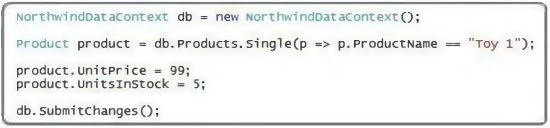 NorthwindDataContext db = new NorthwindDataContext();
Product product = db.Products.Single(p => p.ProductName == "Toy 1");
product.UnitPrice = 99;
product.UnitsInStock = 5;
db.SubmitChanges();